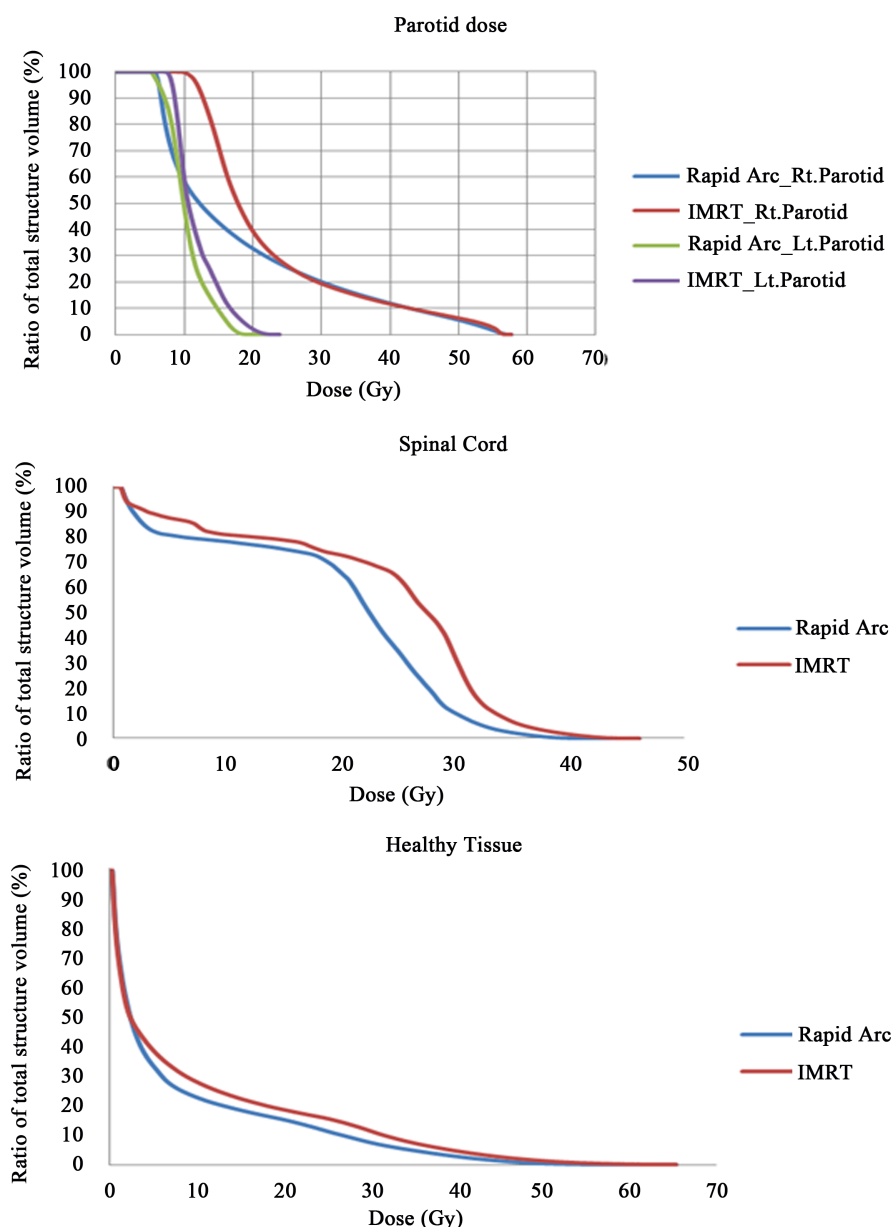 Parotid dose
Ratio of total structure volume (%)
100
90
80
70
60
50
40
30
20
10
0
0 10 20 30 40 50 60 70
Dose (Gy)
Rapid Arc_Rt.Parotid
IMRT_Rt.Parotid
Rapid Arc_Lt.Parotid
IMRT_Lt.Parotid
Spinal Cord
Ratio of total structure volume (%)
100
90
80
70
60
50
40
30
20
10
0
0 10 20 30 40 50
Dose (Gy)
Rapid Arc
IMRT
Healthy Tissue
Ratio of total structure volume (%)
100
90
80
70
60
50
40
30
20
10
0
0 10 20 30 40 50 60 70
Dose (Gy)
Rapid Arc
IMRT